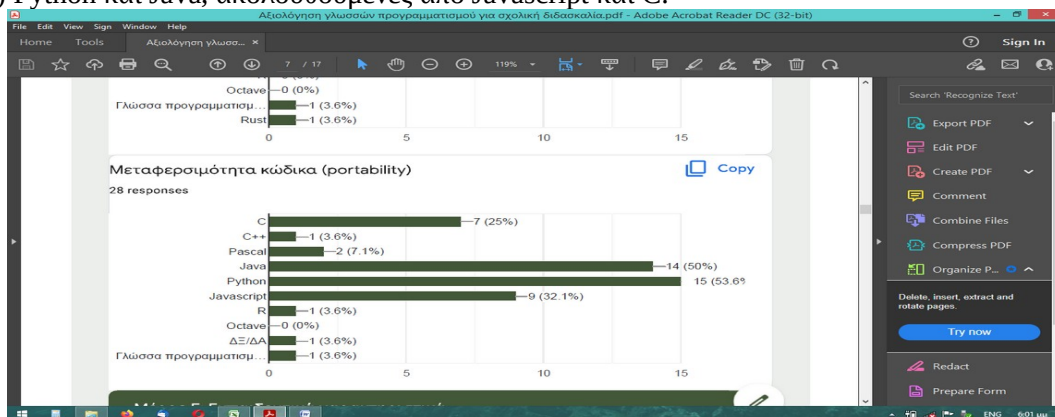 Python και Java, ακολουθούμενες από Javascript και C.
Αξιολόγηση γλωσσών προγραμματισμού για σχολική διδασκαλία.pdf - Adobe Acrobat Reader DC (32-bit)
File Edit View Sign Window Help
Home Tools Αξιολόγηση γλωσσ... × Sign In
7 / 17 119%
Octave 0 (0%)
Γλώσσα προγραμματισμ... 1 (3.6%)
Rust 1 (3.6%)
0 5 10 15
Μεταφερσιμότητα κώδικα (portability)
Copy
28 responses
C 7 (25%)
C++ 1 (3.6%)
Pascal 2 (7.1%)
Java 14 (50%)
Python 15 (53.6%
Javascript 9 (32.1%)
R 1 (3.6%)
Octave 0 (0%)
ΔΞ/ΔΑ 1 (3.6%)
Γλώσσα προγραμματισμ... 1 (3.6%)
0 5 10 15
Search 'Recognize Text'
Export PDF
Edit PDF
Create PDF
Comment
Combine Files
Compress PDF
Organize P...
Delete, insert, extract and
rotate pages.
Try now
Redact
Prepare Form
ENG 6:01 μμ